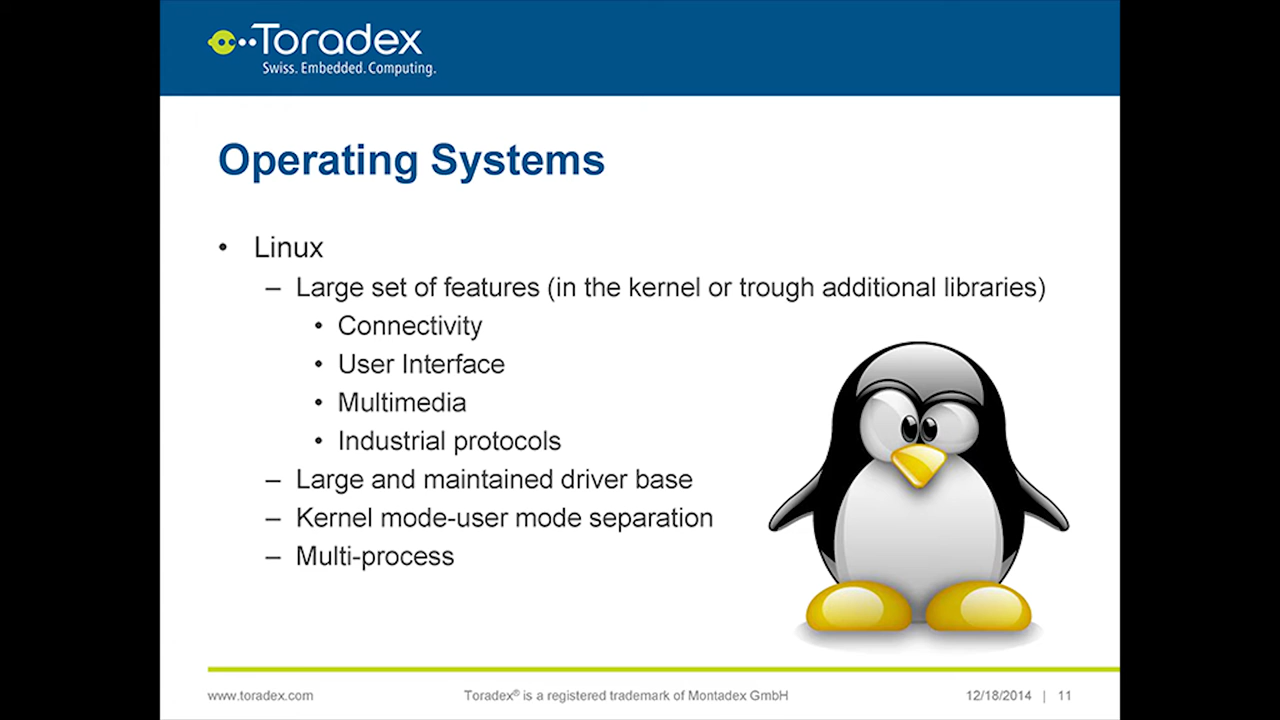 Toradex
Swiss. Embedded. Computing.
Operating Systems
• Linux
– Large set of features (in the kernel or trough additional libraries)
• Connectivity
• User Interface
• Multimedia
• Industrial protocols
– Large and maintained driver base
– Kernel mode-user mode separation
– Multi-process
www.toradex.com Toradex® is a registered trademark of Montadex GmbH 12/18/2014 | 11